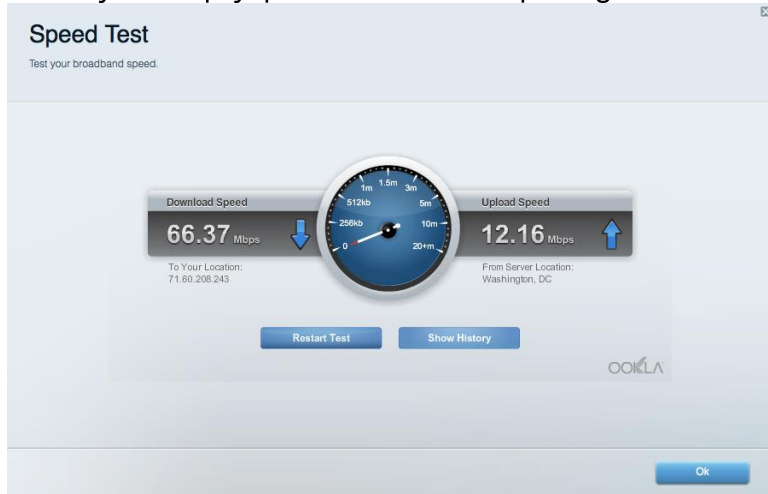 Speed Test
Test your broadband speed.
Download Speed
66.37 Mbps
To Your Location:
71.60.208.243
0
256kb
512kb
1m
1.5m
3m
5m
10m
20+m
Upload Speed
12.16 Mbps
From Server Location:
Washington, DC
Restart Test
Show History
OOKLA
Ok